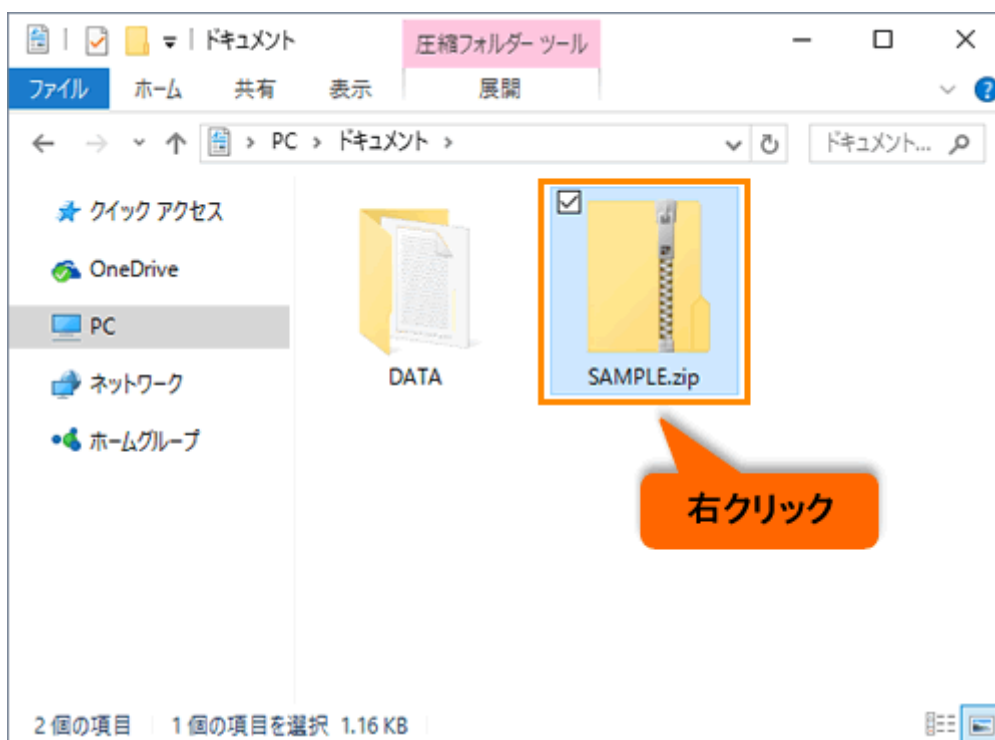 ドキュメント
圧縮フォルダー ツール
ファイル ホーム 共有 表示 展開
PC ドキュメント
ドキュメント...
クイック アクセス
OneDrive
PC
ネットワーク
ホームグループ
DATA
SAMPLE.zip
右クリック
2 個の項目 1 個の項目を選択 1.16 KB